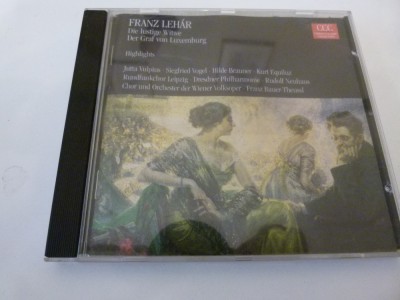 FRANZ LEHÁR
Die lustige Witwe
Der Graf von Luxemburg
Highlights
Jutta Vulpius · Siegfried Vogel · Hilde Brauner · Kurt Equiluz
Rundfunkchor Leipzig · Dresdner Philharmonie · Rudolf Neuhaus
Chor und Orchester der Wiener Volksoper · Franz Bauer-Theussl